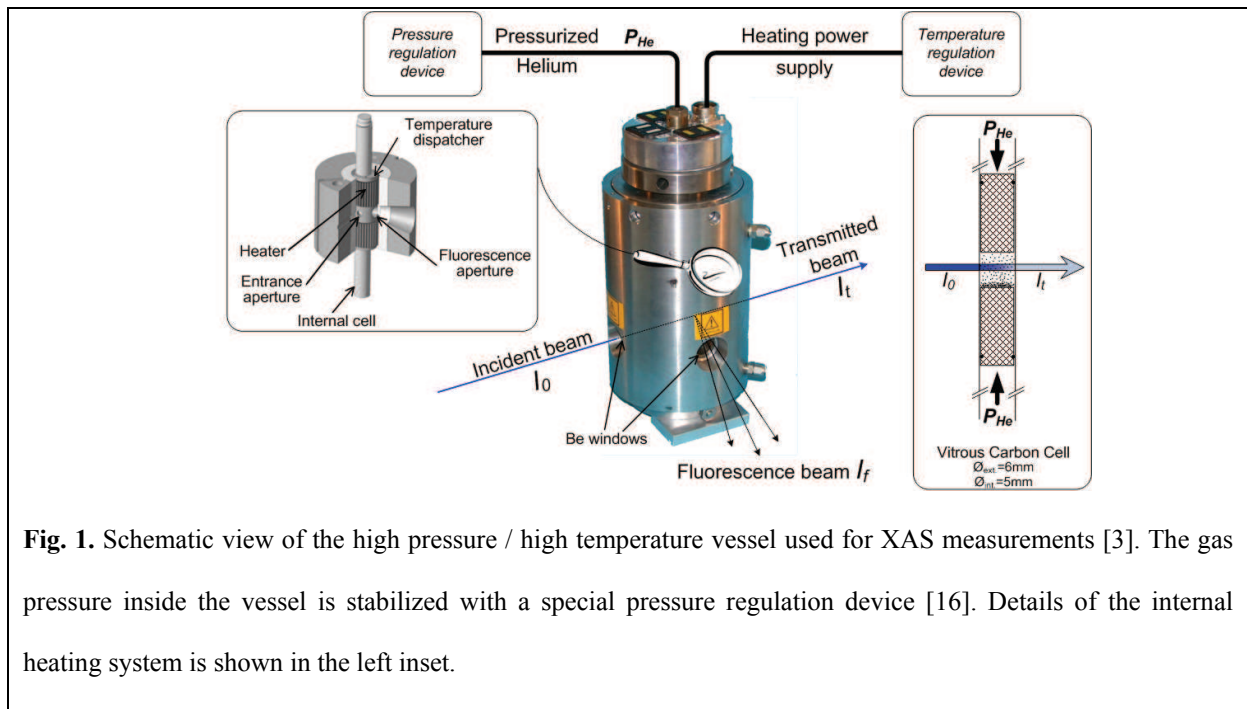 Pressure
regulation
device
Pressurized
Helium
P_He
Heating power
supply
Temperature
regulation
device
Temperature
dispatcher
Heater
Entrance
aperture
Fluorescence
aperture
Internal cell
Transmitted
beam
I_t
Incident beam
I_0
Be windows
Fluorescence beam I_f
P_He
I_0
I_t
P_He
Vitrous Carbon Cell
Ø_ext.=6mm
Ø_int.=5mm
Fig. 1. Schematic view of the high pressure / high temperature vessel used for XAS measurements [3]. The gas
pressure inside the vessel is stabilized with a special pressure regulation device [16]. Details of the internal
heating system is shown in the left inset.